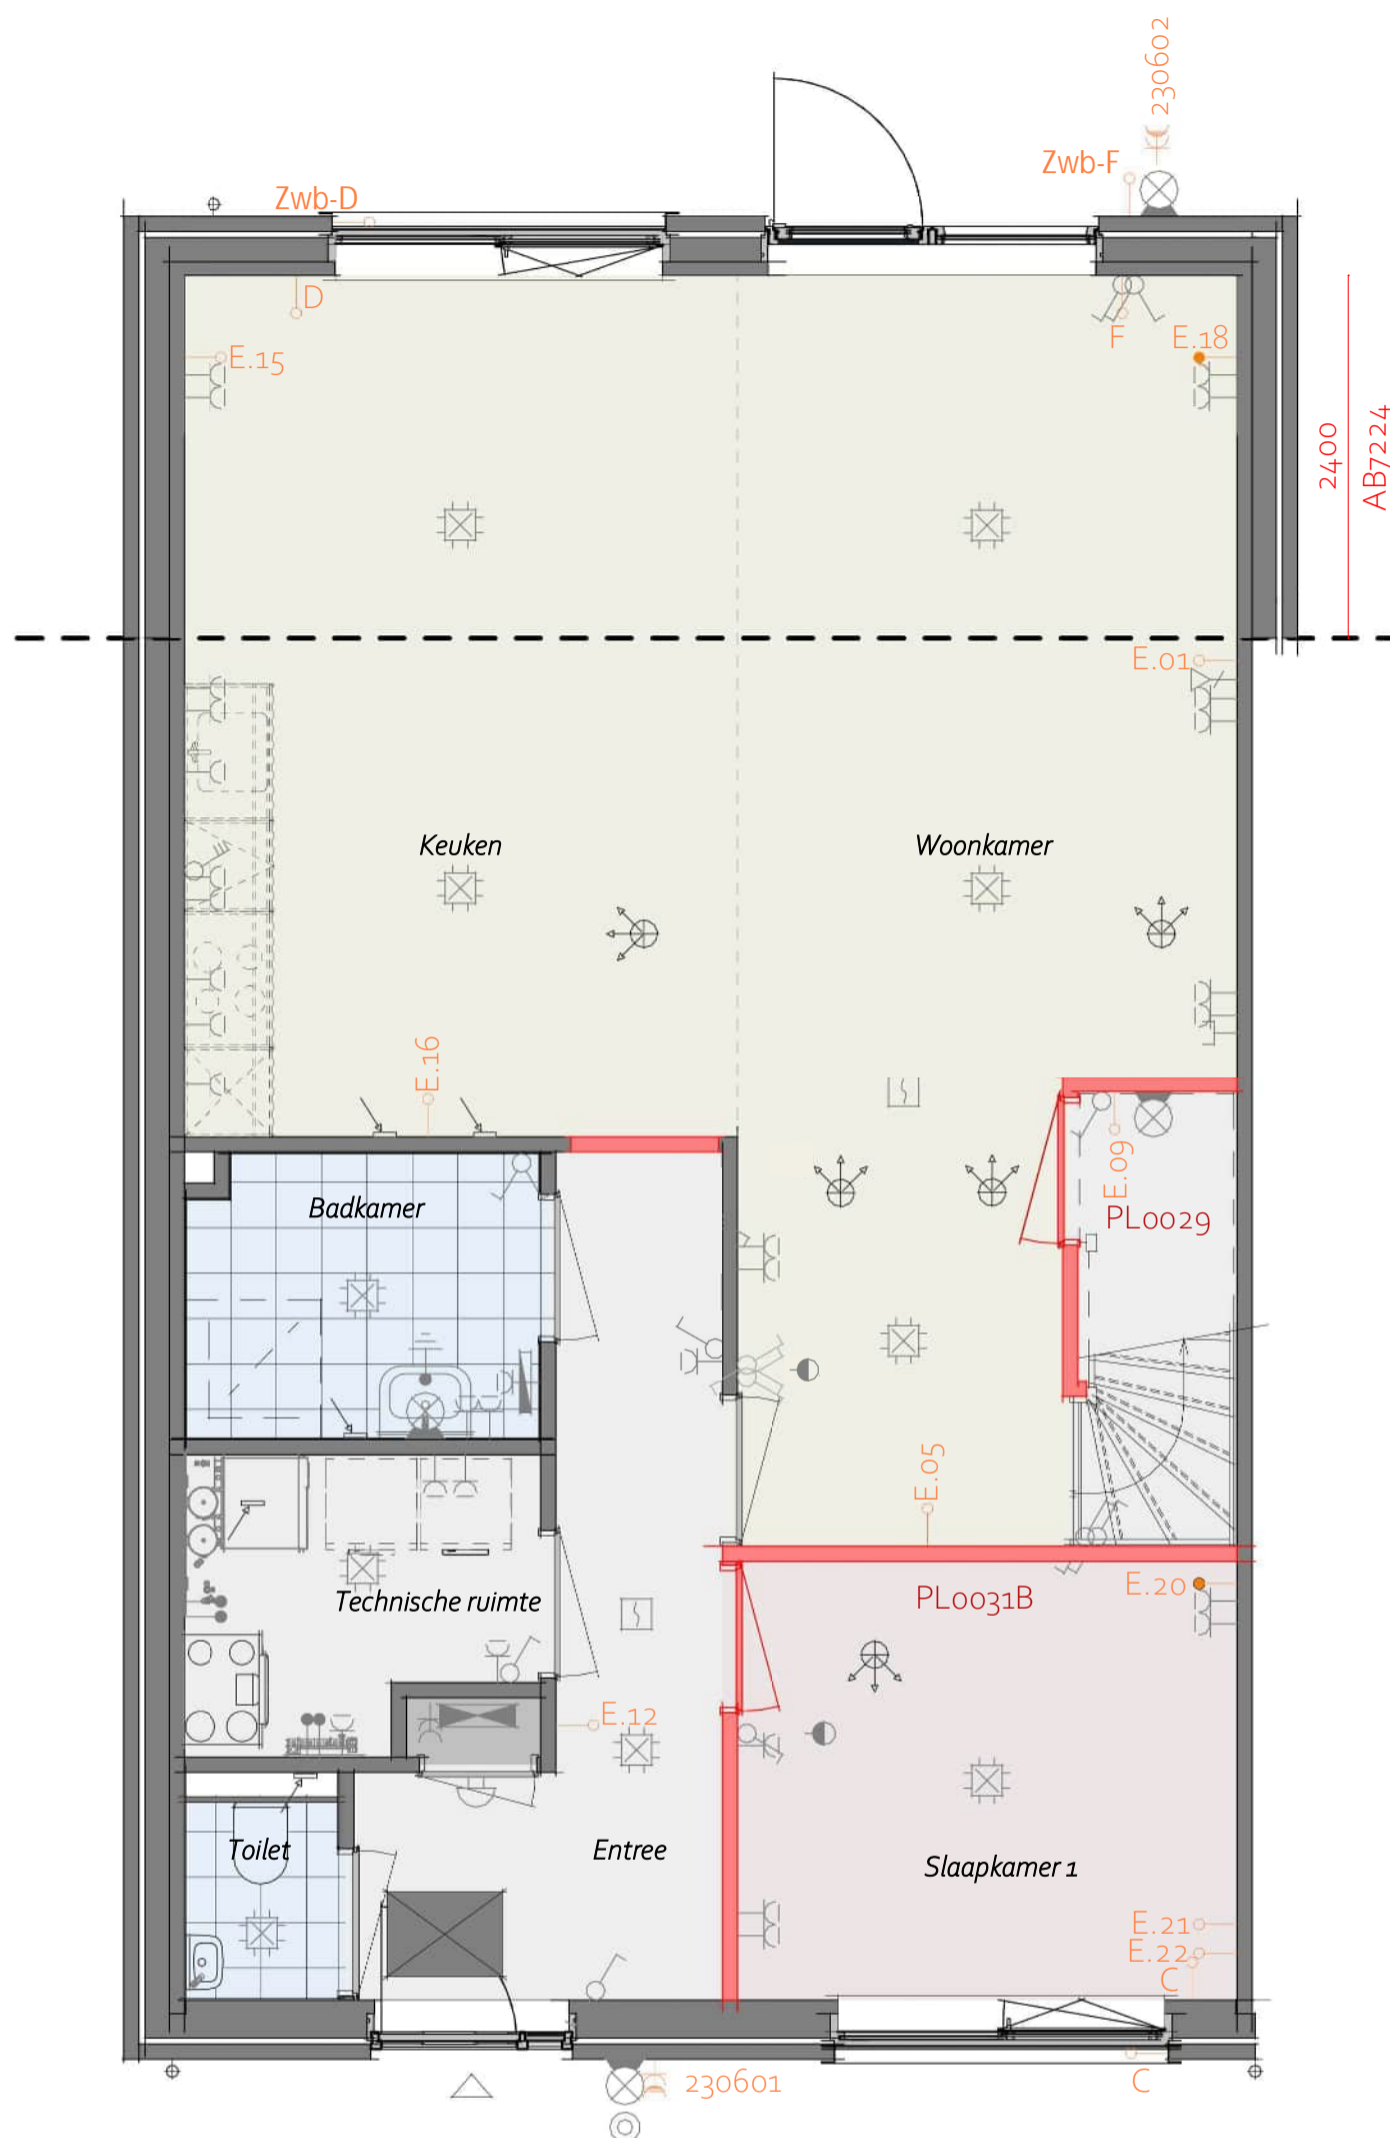 230602
Zwb-F
Zwb-D
D
F
E.18
E.15
2400
AB7224
E.01
Keuken
Woonkamer
E.16
E.09
Badkamer
PL0029
E.05
E.20
PL0031B
Technische ruimte
E.12
Toilet
Entree
Slaapkamer 1
E.21
E.22
C
230601
C